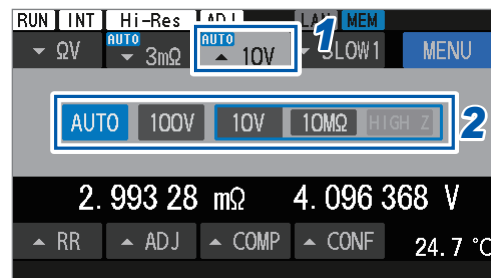 RUN INT Hi-Res ADJ LAN MEM
ΩV AUTO 3mΩ AUTO 10V 1 SLOW1 MENU
AUTO 100V 10V 10MΩ HIGH Z 2
2.993 28 mΩ 4.096 368 V
RR ADJ COMP CONF 24.7 °C